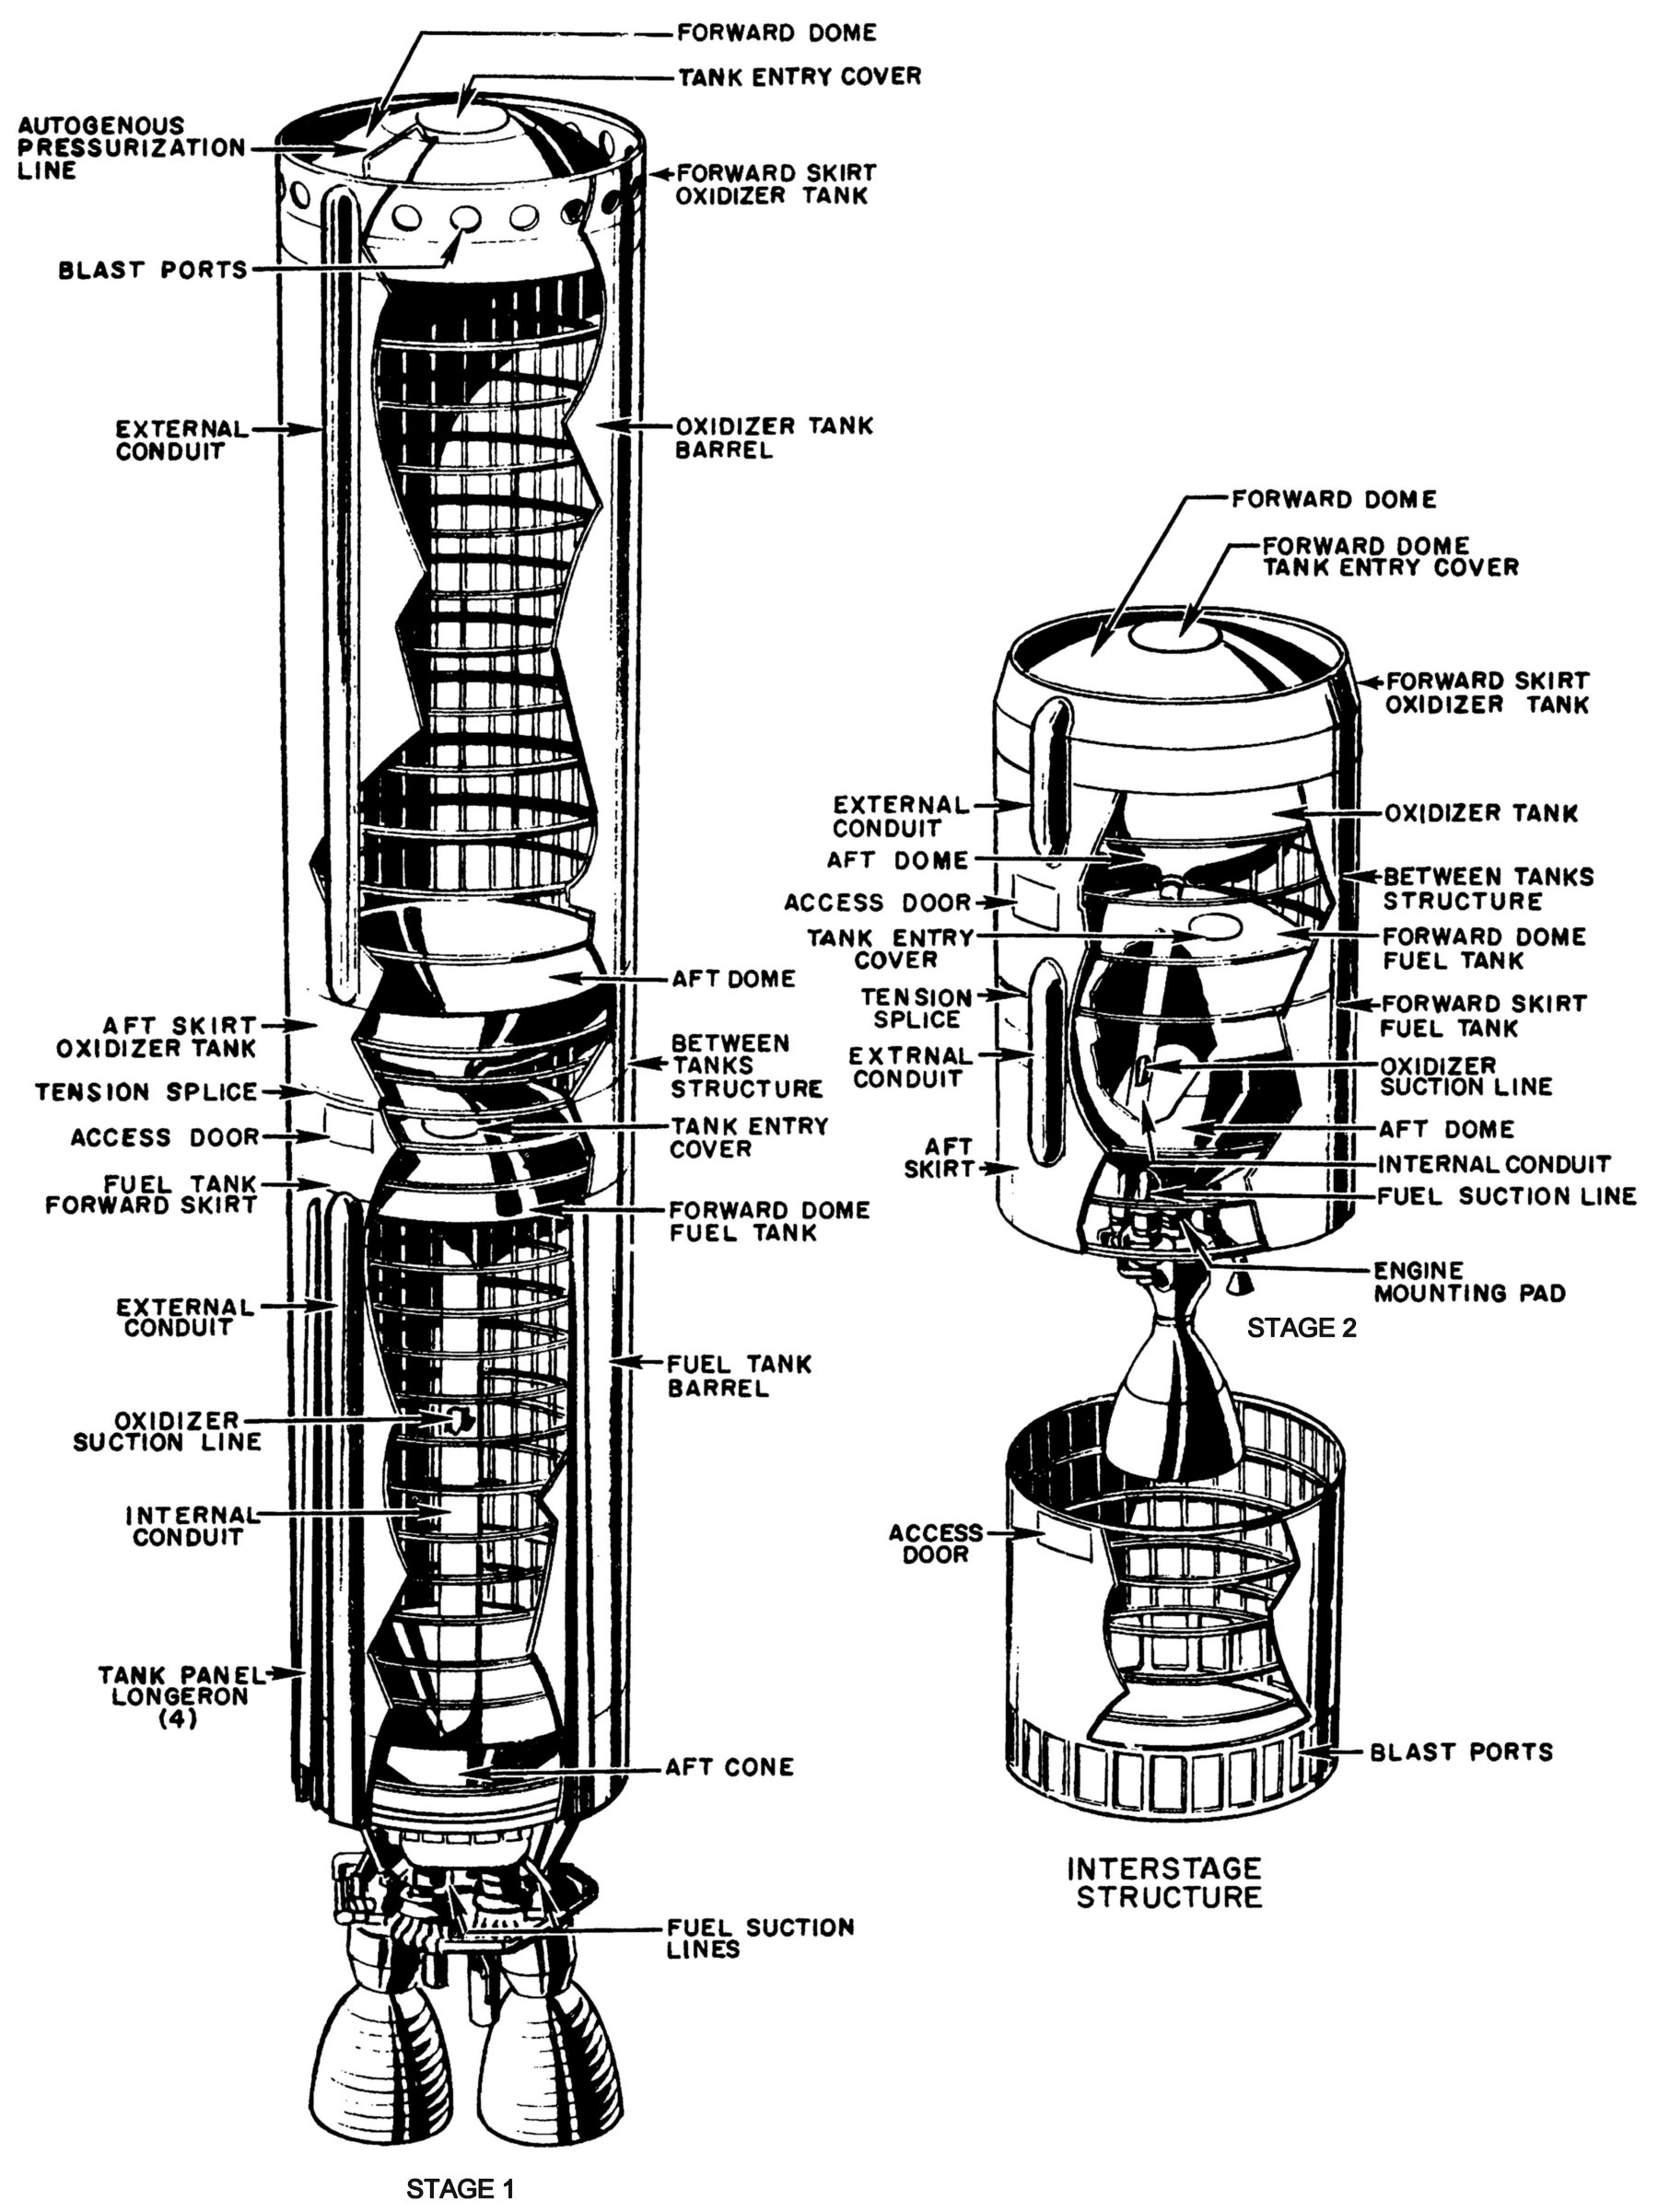 FORWARD DOME
TANK ENTRY COVER
AUTOGENOUS
PRESSURIZATION
LINE
FORWARD SKIRT
OXIDIZER TANK
BLAST PORTS
EXTERNAL
CONDUIT
OXIDIZER TANK
BARREL
AFT DOME
AFT SKIRT
OXIDIZER TANK
BETWEEN
TANKS
STRUCTURE
TENSION SPLICE
ACCESS DOOR
TANK ENTRY
COVER
FUEL TANK
FORWARD SKIRT
FORWARD DOME
FUEL TANK
EXTERNAL
CONDUIT
FUEL TANK
BARREL
OXIDIZER
SUCTION LINE
INTERNAL
CONDUIT
TANK PANEL
LONGERON
(4)
AFT CONE
FUEL SUCTION
LINES
STAGE 1
FORWARD DOME
FORWARD DOME
TANK ENTRY COVER
FORWARD SKIRT
OXIDIZER TANK
EXTERNAL
CONDUIT
OXIDIZER TANK
AFT DOME
BETWEEN TANKS
STRUCTURE
ACCESS DOOR
TANK ENTRY
COVER
FORWARD DOME
FUEL TANK
TENSION
SPLICE
FORWARD SKIRT
FUEL TANK
EXTRNAL
CONDUIT
OXIDIZER
SUCTION LINE
AFT DOME
AFT
SKIRT
INTERNAL CONDUIT
FUEL SUCTION LINE
ENGINE
MOUNTING PAD
STAGE 2
ACCESS
DOOR
BLAST PORTS
INTERSTAGE
STRUCTURE